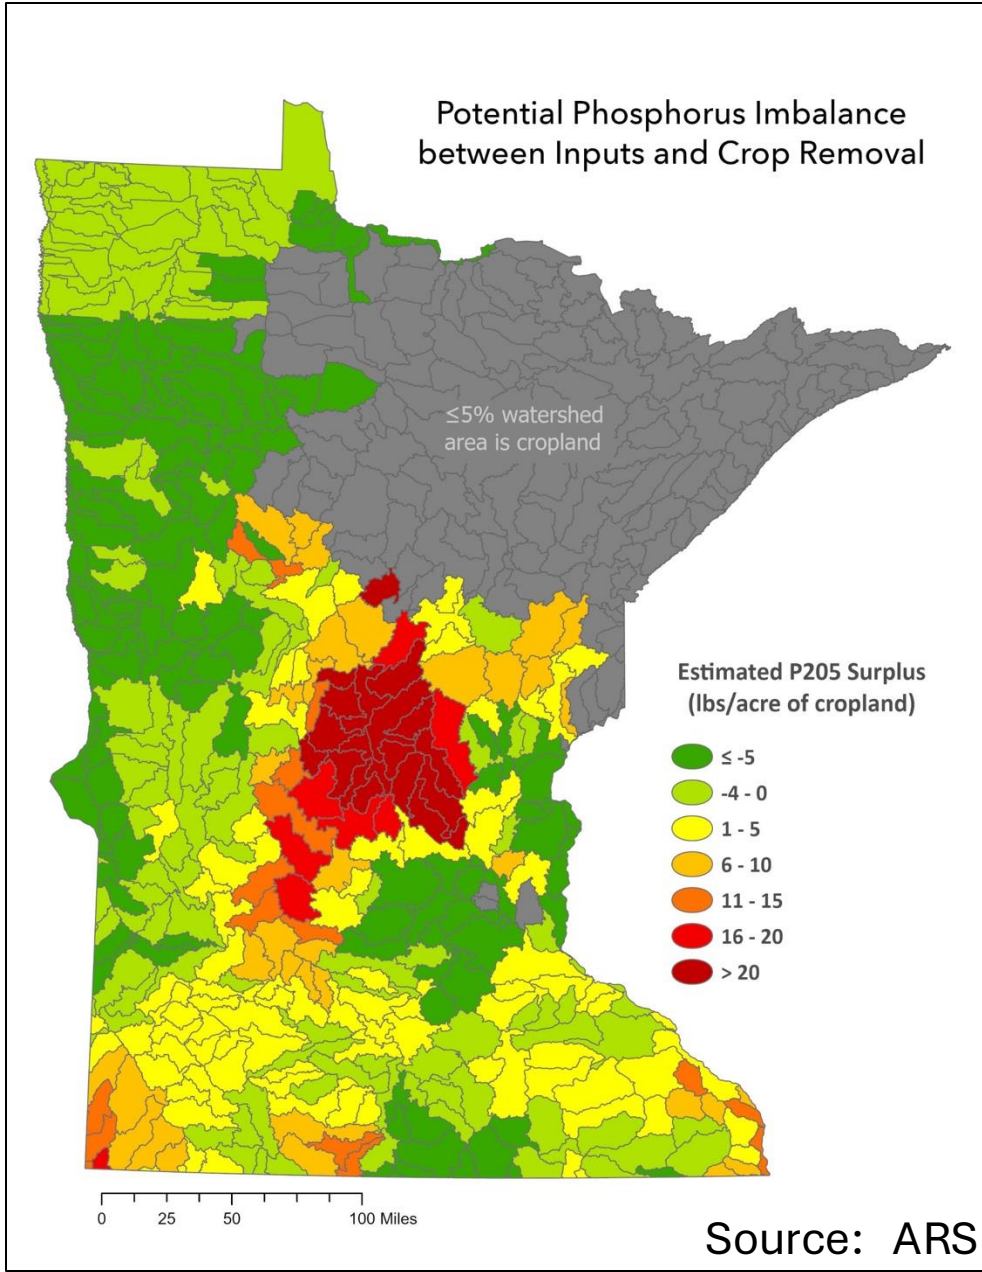 Potential Phosphorus Imbalance
between Inputs and Crop Removal
≤5% watershed
area is cropland
Estimated P205 Surplus
(lbs/acre of cropland)
≤ -5
-4 - 0
1 - 5
6 - 10
11 - 15
16 - 20
> 20
0 25 50 100 Miles
Source: ARS